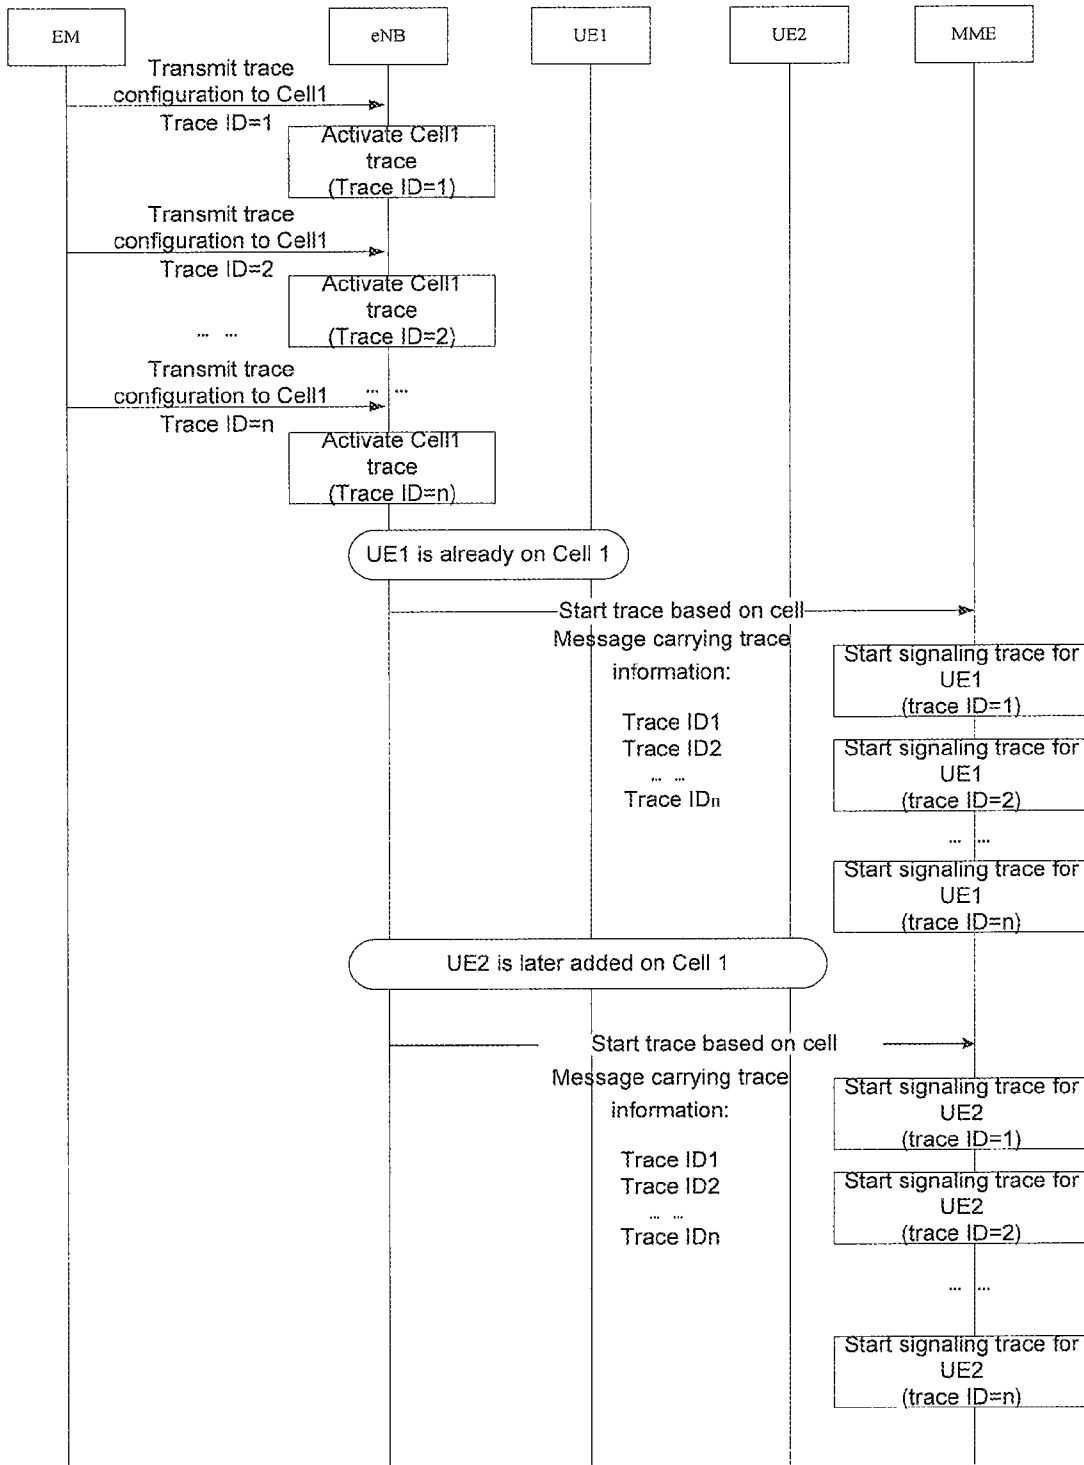 EM
eNB
UE1
UE2
MME
Transmit trace
configuration to Cell1
Trace ID=1
Activate Cell1
trace
(Trace ID=1)
Transmit trace
configuration to Cell1
Trace ID=2
Activate Cell1
trace
(Trace ID=2)
... ...
Transmit trace
configuration to Cell1
Trace ID=n
... ...
Activate Cell1
trace
(Trace ID=n)
UE1 is already on Cell 1
Start trace based on cell
Message carrying trace
information:
Trace ID1
Trace ID2
... ...
Trace IDn
Start signaling trace for
UE1
(trace ID=1)
Start signaling trace for
UE1
(trace ID=2)
... ...
Start signaling trace for
UE1
(trace ID=n)
UE2 is later added on Cell 1
Start trace based on cell
Message carrying trace
information:
Trace ID1
Trace ID2
... ...
Trace IDn
Start signaling trace for
UE2
(trace ID=1)
Start signaling trace for
UE2
(trace ID=2)
... ...
Start signaling trace for
UE2
(trace ID=n)